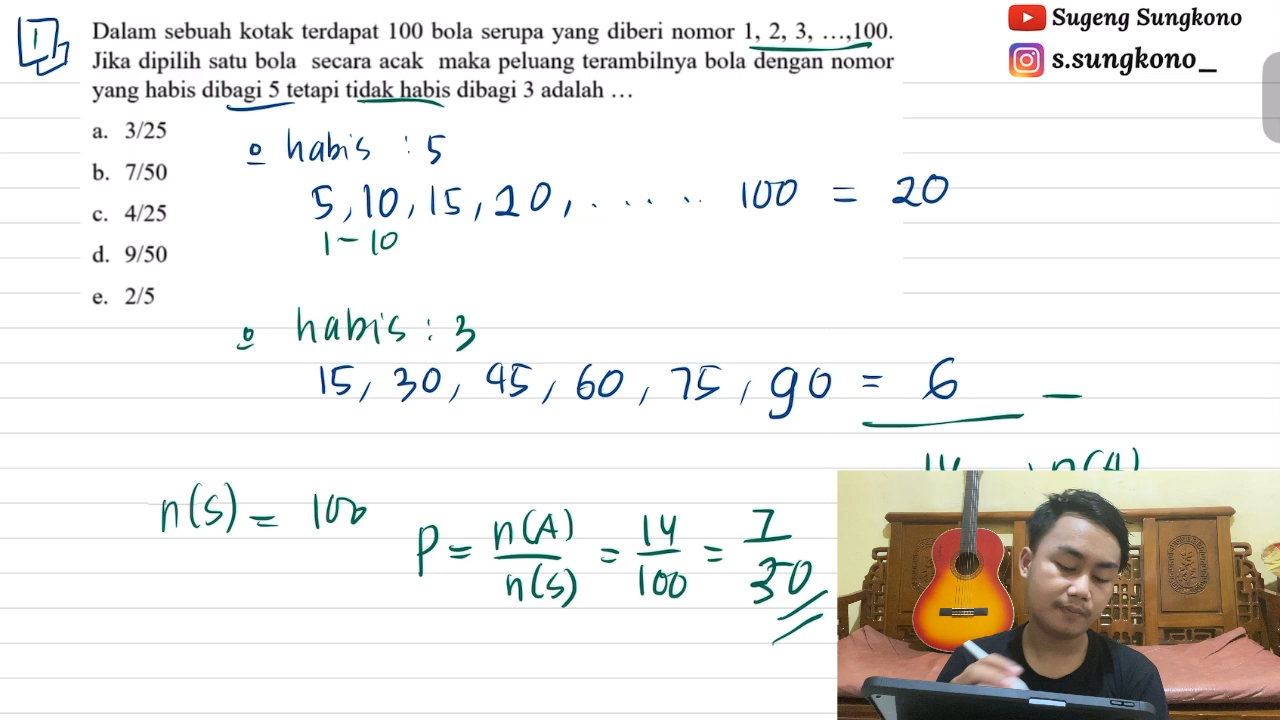 1
Dalam sebuah kotak terdapat 100 bola serupa yang diberi nomor 1, 2, 3, …,100.
Jika dipilih satu bola secara acak maka peluang terambilnya bola dengan nomor
yang habis dibagi 5 tetapi tidak habis dibagi 3 adalah …
Sugeng Sungkono
s.sungkono_
a. 3/25
b. 7/50
c. 4/25
d. 9/50
e. 2/5
habis : 5
5, 10, 15, 20, ..... 100 = 20
1 - 10
habis : 3
15, 30, 45, 60, 75, 90 = 6 -
14 n(A)
n(S) = 100
P = n(A)/n(S) = 14/100 = 7/50